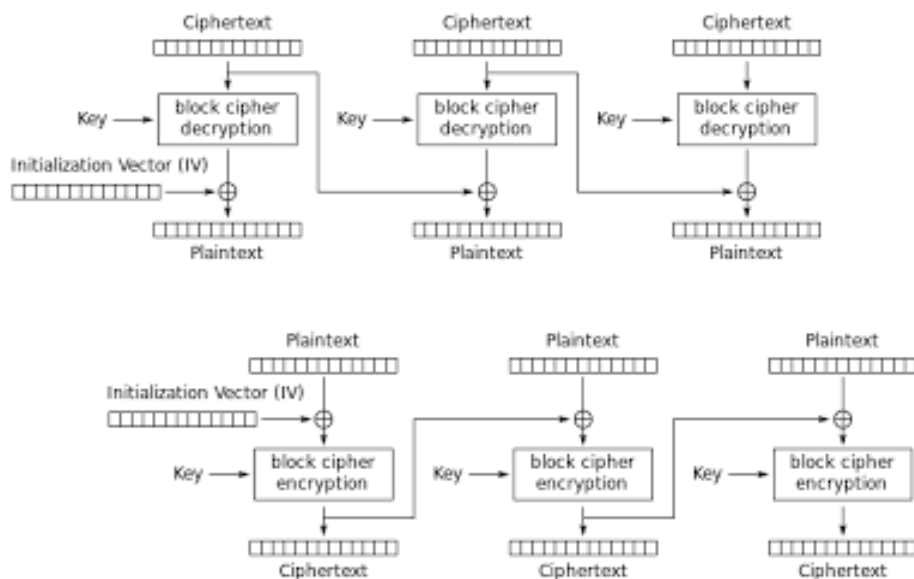 Ciphertext Ciphertext Ciphertext
Key block cipher decryption Key block cipher decryption Key block cipher decryption
Initialization Vector (IV)
Plaintext Plaintext Plaintext
Plaintext Plaintext Plaintext
Initialization Vector (IV)
Key block cipher encryption Key block cipher encryption Key block cipher encryption
Ciphertext Ciphertext Ciphertext